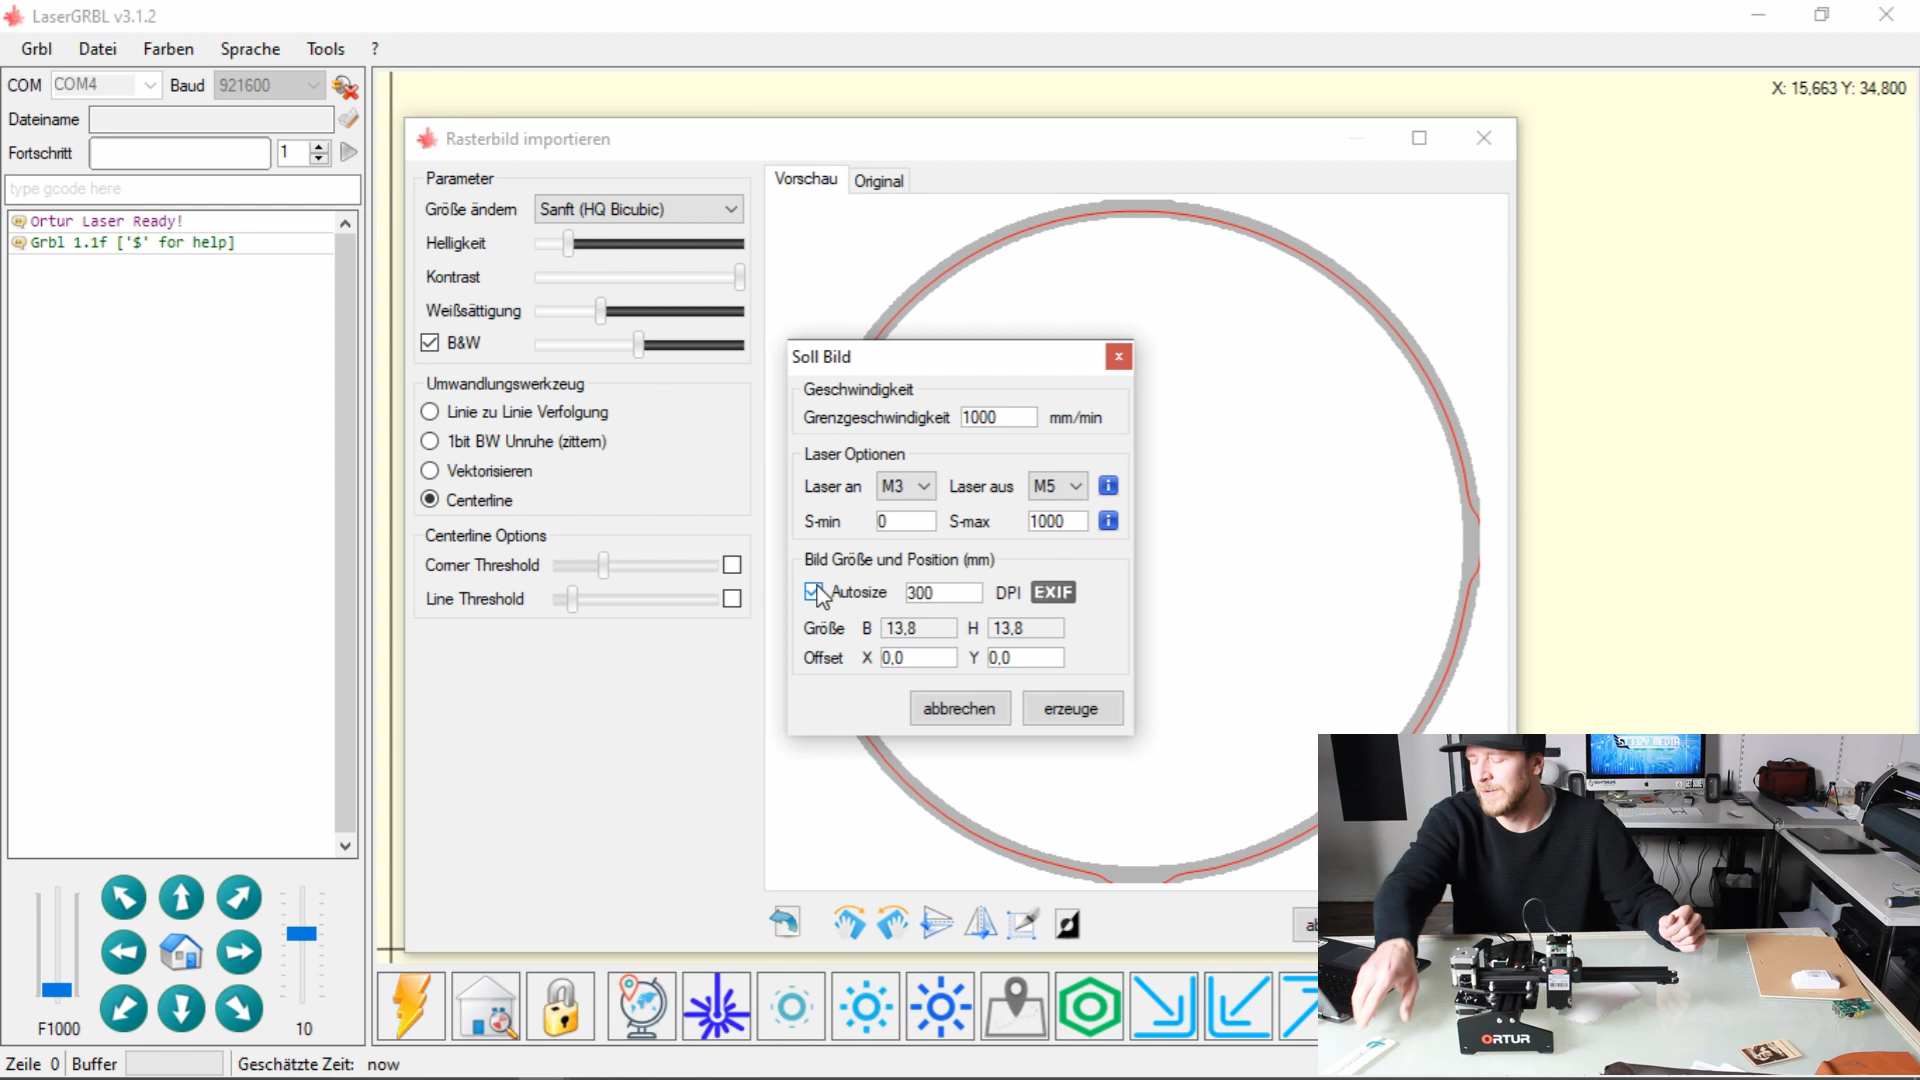 LaserGRBL v3.1.2
Grbl Datei Farben Sprache Tools ?
COM COM4 Baud 921600
Dateiname
Fortschritt 1
type gcode here
Ortur Laser Ready!
Grbl 1.1f ['$' for help]
X: 15,663 Y: 34,800
Rasterbild importieren
Parameter
Größe ändern Sanft (HQ Bicubic)
Helligkeit
Kontrast
Weißsättigung
B&W
Umwandlungswerkzeug
Linie zu Linie Verfolgung
1bit BW Unruhe (zittern)
Vektorisieren
Centerline
Centerline Options
Corner Threshold
Line Threshold
Vorschau Original
Soll Bild
x
Geschwindigkeit
Grenzgeschwindigkeit 1000 mm/min
Laser Optionen
Laser an M3 Laser aus M5 i
S-min 0 S-max 1000 i
Bild Größe und Position (mm)
Autosize 300 DPI EXIF
Größe B 13,8 H 13,8
Offset X 0,0 Y 0,0
abbrechen erzeuge
F1000
10
ORTUR
Zeile 0 Buffer Geschätzte Zeit: now